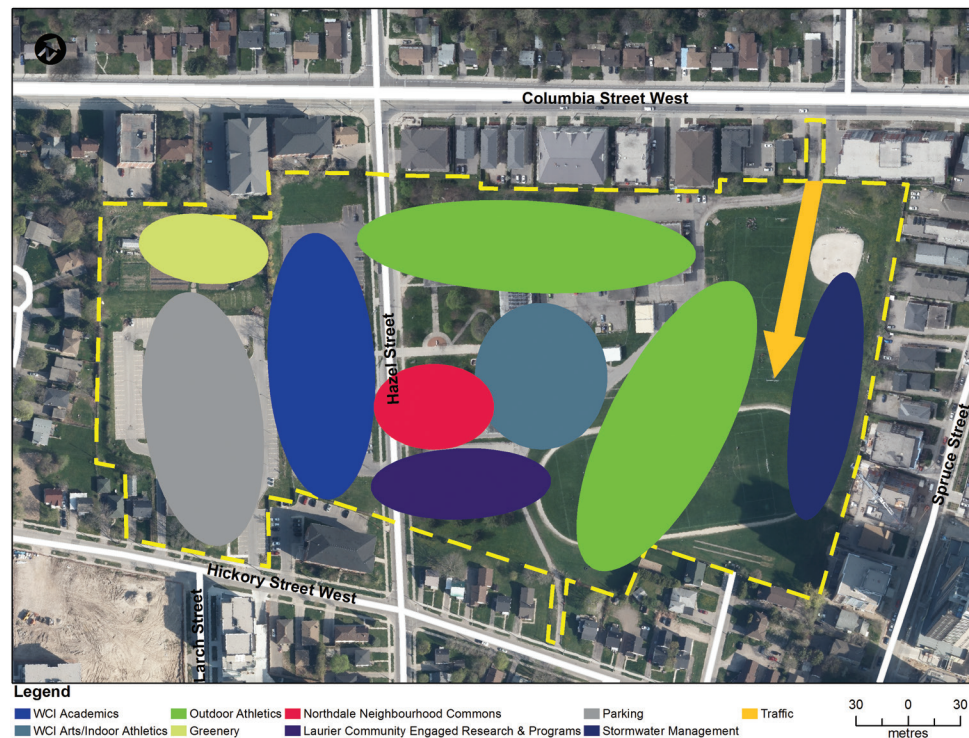 Columbia Street West
Hazel Street
Spruce Street
Hickory Street West
Larch Street
Legend
WCI Academics
Outdoor Athletics
Northdale Neighbourhood Commons
Parking
Traffic
WCI Arts/Indoor Athletics
Greenery
Laurier Community Engaged Research & Programs
Stormwater Management
30 0 30
metres